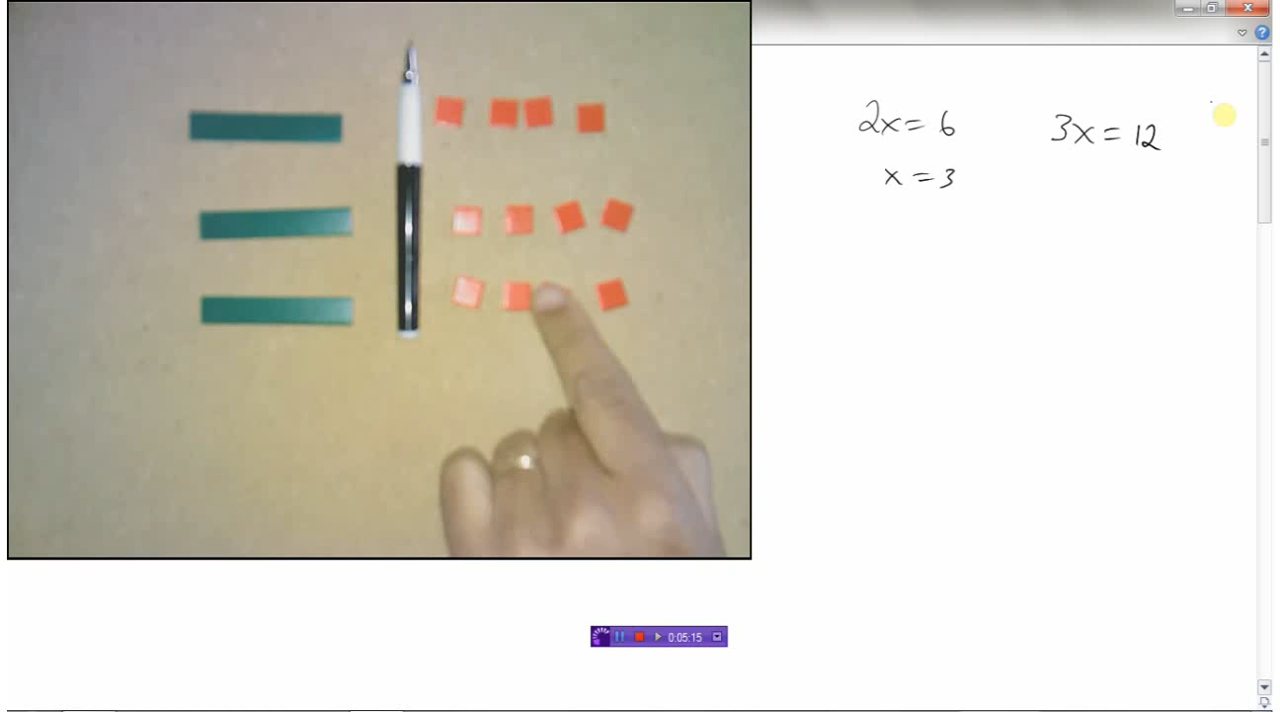 2x = 6
3x = 12
x = 3
0:05:15